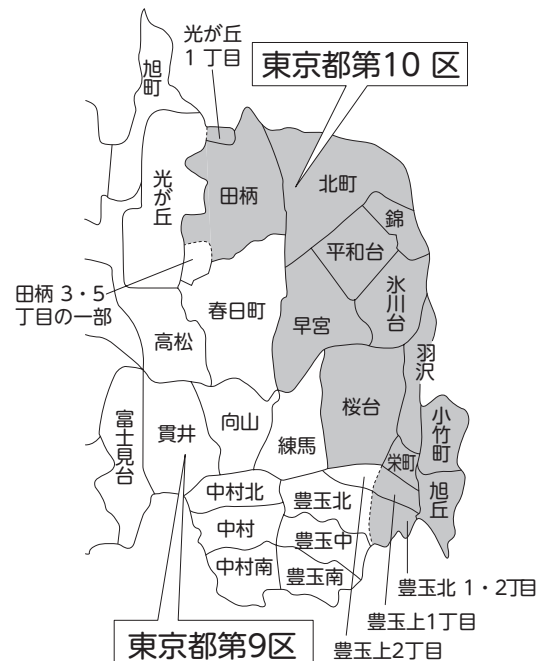 光が丘
1丁目
東京都第10 区
旭町
光が丘
田柄
北町
錦
平和台
氷川台
田柄 3・5
丁目の一部
春日町
早宮
高松
羽沢
桜台
小竹町
富士見台
貫井
向山
練馬
栄町
旭丘
中村北
豊玉北
中村
豊玉中
中村南
豊玉南
豊玉北 1・2丁目
豊玉上1丁目
豊玉上2丁目
東京都第9区